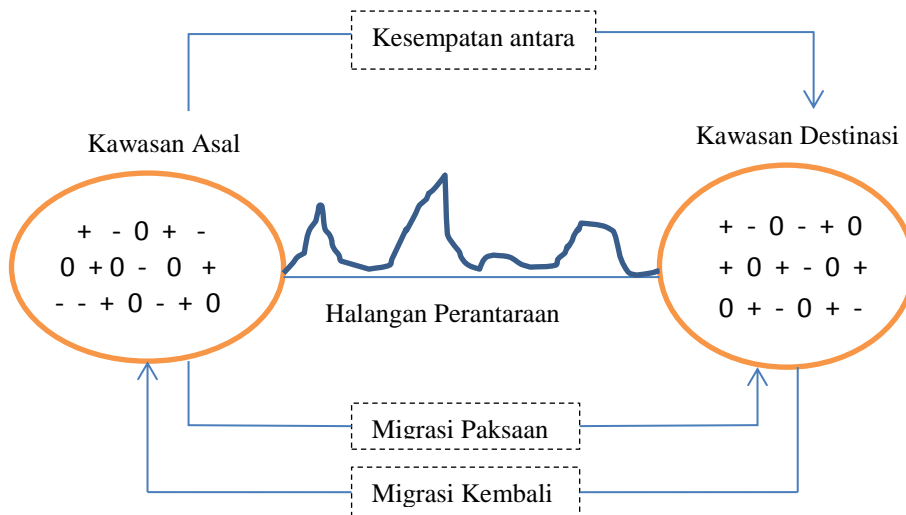 Kesempatan antara
Kawasan Asal
Kawasan Destinasi
+ - 0 + -
0 + 0 - 0 +
- - + 0 - + 0
+ - 0 - + 0
+ 0 + - 0 +
0 + - 0 + -
Halangan Perantaraan
Migrasi Paksaan
Migrasi Kembali